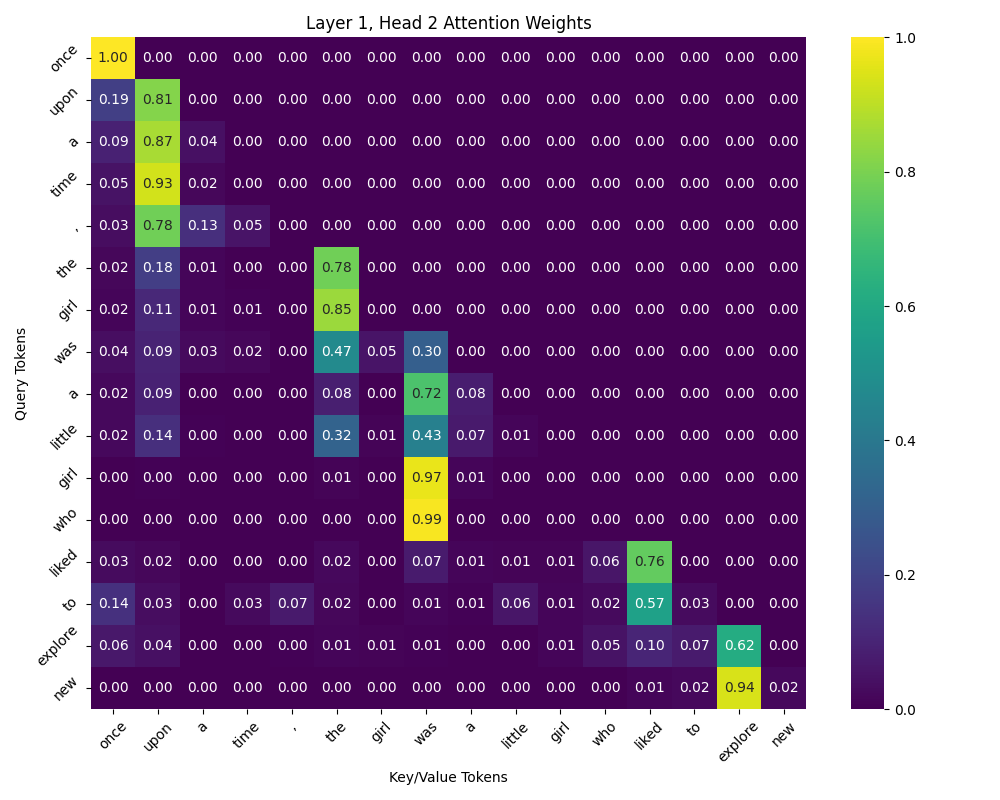 Layer 1, Head 2 Attention Weights
once 1.00 0.00 0.00 0.00 0.00 0.00 0.00 0.00 0.00 0.00 0.00 0.00 0.00 0.00 0.00 0.00
upon 0.19 0.81 0.00 0.00 0.00 0.00 0.00 0.00 0.00 0.00 0.00 0.00 0.00 0.00 0.00 0.00
a 0.09 0.87 0.04 0.00 0.00 0.00 0.00 0.00 0.00 0.00 0.00 0.00 0.00 0.00 0.00 0.00
time 0.05 0.93 0.02 0.00 0.00 0.00 0.00 0.00 0.00 0.00 0.00 0.00 0.00 0.00 0.00 0.00
, 0.03 0.78 0.13 0.05 0.00 0.00 0.00 0.00 0.00 0.00 0.00 0.00 0.00 0.00 0.00 0.00
the 0.02 0.18 0.01 0.00 0.00 0.78 0.00 0.00 0.00 0.00 0.00 0.00 0.00 0.00 0.00 0.00
girl 0.02 0.11 0.01 0.01 0.00 0.85 0.00 0.00 0.00 0.00 0.00 0.00 0.00 0.00 0.00 0.00
was 0.04 0.09 0.03 0.02 0.00 0.47 0.05 0.30 0.00 0.00 0.00 0.00 0.00 0.00 0.00 0.00
a 0.02 0.09 0.00 0.00 0.00 0.08 0.00 0.72 0.08 0.00 0.00 0.00 0.00 0.00 0.00 0.00
little 0.02 0.14 0.00 0.00 0.00 0.32 0.01 0.43 0.07 0.01 0.00 0.00 0.00 0.00 0.00 0.00
girl 0.00 0.00 0.00 0.00 0.00 0.01 0.00 0.97 0.01 0.00 0.00 0.00 0.00 0.00 0.00 0.00
who 0.00 0.00 0.00 0.00 0.00 0.00 0.00 0.99 0.00 0.00 0.00 0.00 0.00 0.00 0.00 0.00
liked 0.03 0.02 0.00 0.00 0.00 0.02 0.00 0.07 0.01 0.01 0.01 0.06 0.76 0.00 0.00 0.00
to 0.14 0.03 0.00 0.03 0.07 0.02 0.00 0.01 0.01 0.06 0.01 0.02 0.57 0.03 0.00 0.00
explore 0.06 0.04 0.00 0.00 0.00 0.01 0.01 0.01 0.00 0.00 0.01 0.05 0.10 0.07 0.62 0.00
new 0.00 0.00 0.00 0.00 0.00 0.00 0.00 0.00 0.00 0.00 0.00 0.00 0.01 0.02 0.94 0.02
once upon a time , the girl was a little girl who liked to explore new
Key/Value Tokens
Query Tokens
1.0
0.8
0.6
0.4
0.2
0.0